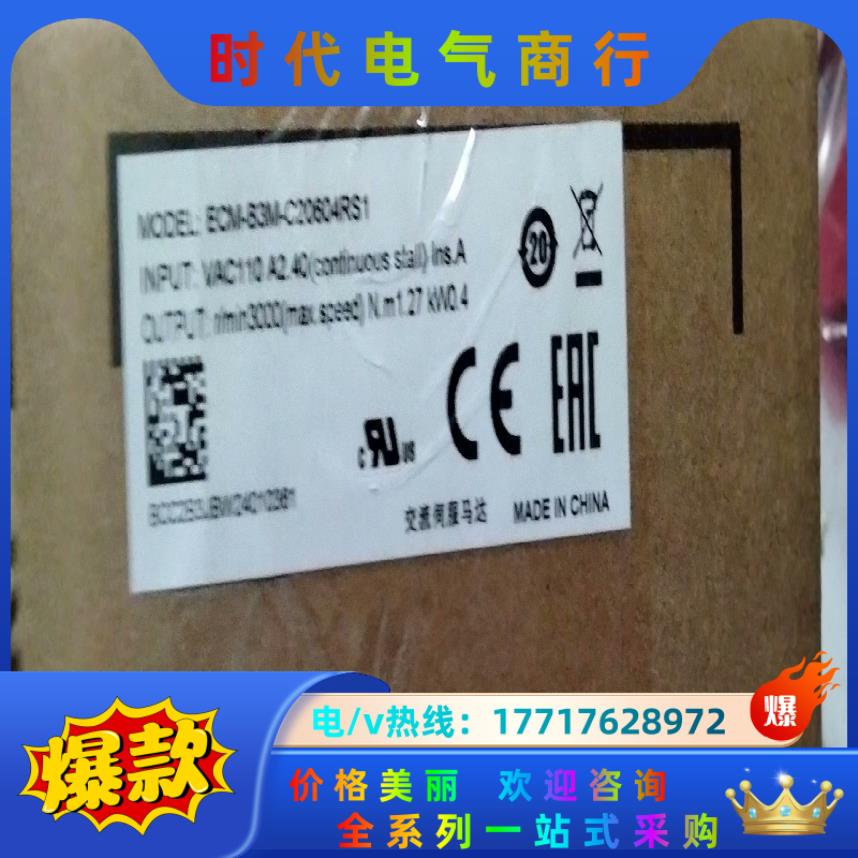 时代电气商行
MODEL: ECM-B3M-C20604RS1
INPUT: VAC110 A2.40(continuous stall) Ins.A
OUTPUT: r/min3000(max.speed) N.m1.27 kW0.4
20
c RU us
CE
EAC
交流伺服马达 MADE IN CHINA
电/v热线：17717628972
爆
爆款
价格美丽 欢迎咨询
全系列一站式采购